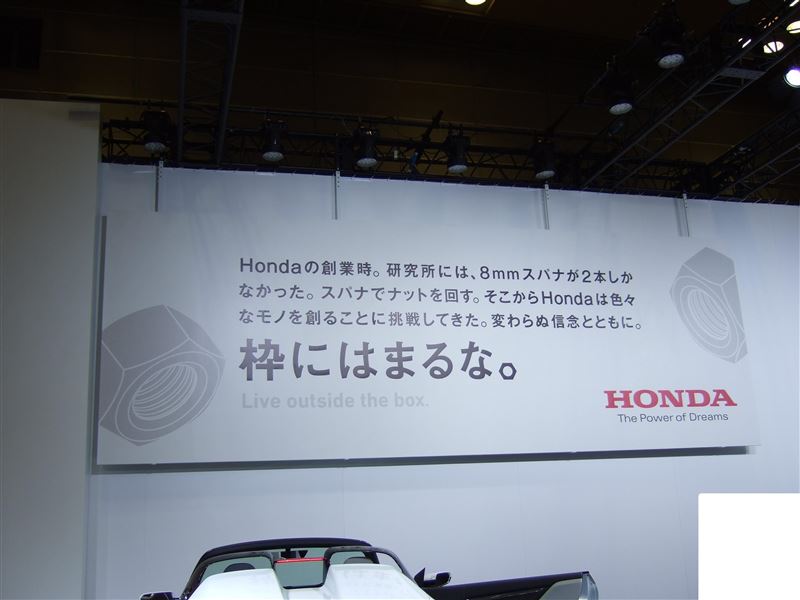 Hondaの創業時。研究所には、8mmスパナが2本しか
なかった。スパナでナットを回す。そこからHondaは色々
なモノを創ることに挑戦してきた。変わらぬ信念とともに。
枠にはまるな。
Live outside the box.
HONDA
The Power of Dreams